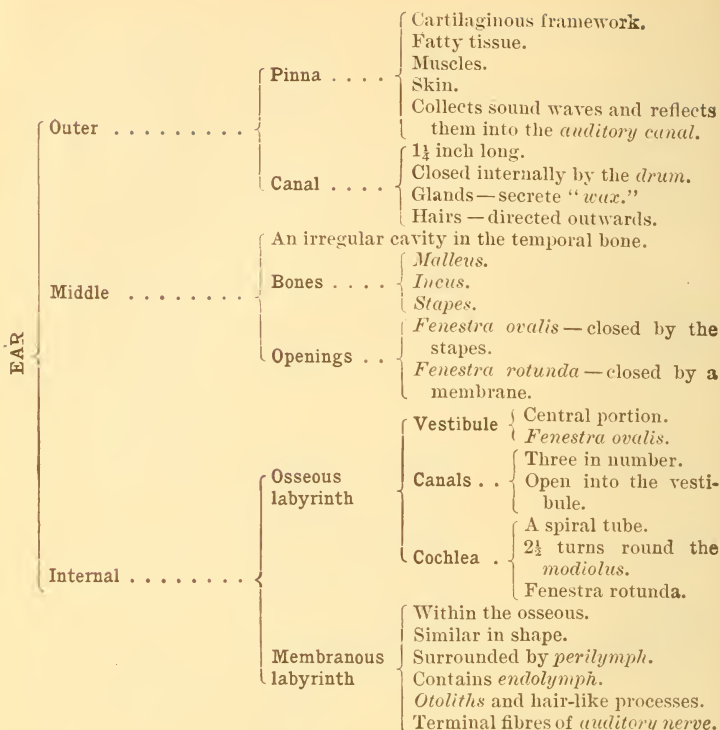 Cartilaginous framework.
Fatty tissue.
Muscles.
Pinna . . . .
Skin.
Collects sound waves and reflects
them into the auditory canal.
Outer . . . . . . . . .
1¼ inch long.
Closed internally by the drum.
Canal . . . .
Glands—secrete "wax."
Hairs—directed outwards.
An irregular cavity in the temporal bone.
Malleus.
Middle . . . . . . . .
Bones . . . .
Incus.
Stapes.
Fenestra ovalis—closed by the
stapes.
Openings . .
Fenestra rotunda—closed by a
membrane.
EAR
Vestibule
Central portion.
Fenestra ovalis.
Osseous
labyrinth
Three in number.
Canals . .
Open into the vesti-
bule.
A spiral tube.
Cochlea .
2½ turns round the
modiolus.
Fenestra rotunda.
Internal . . . . . . . .
Within the osseous.
Similar in shape.
Membranous
labyrinth
Surrounded by perilymph.
Contains endolymph.
Otoliths and hair-like processes.
Terminal fibres of auditory nerve.